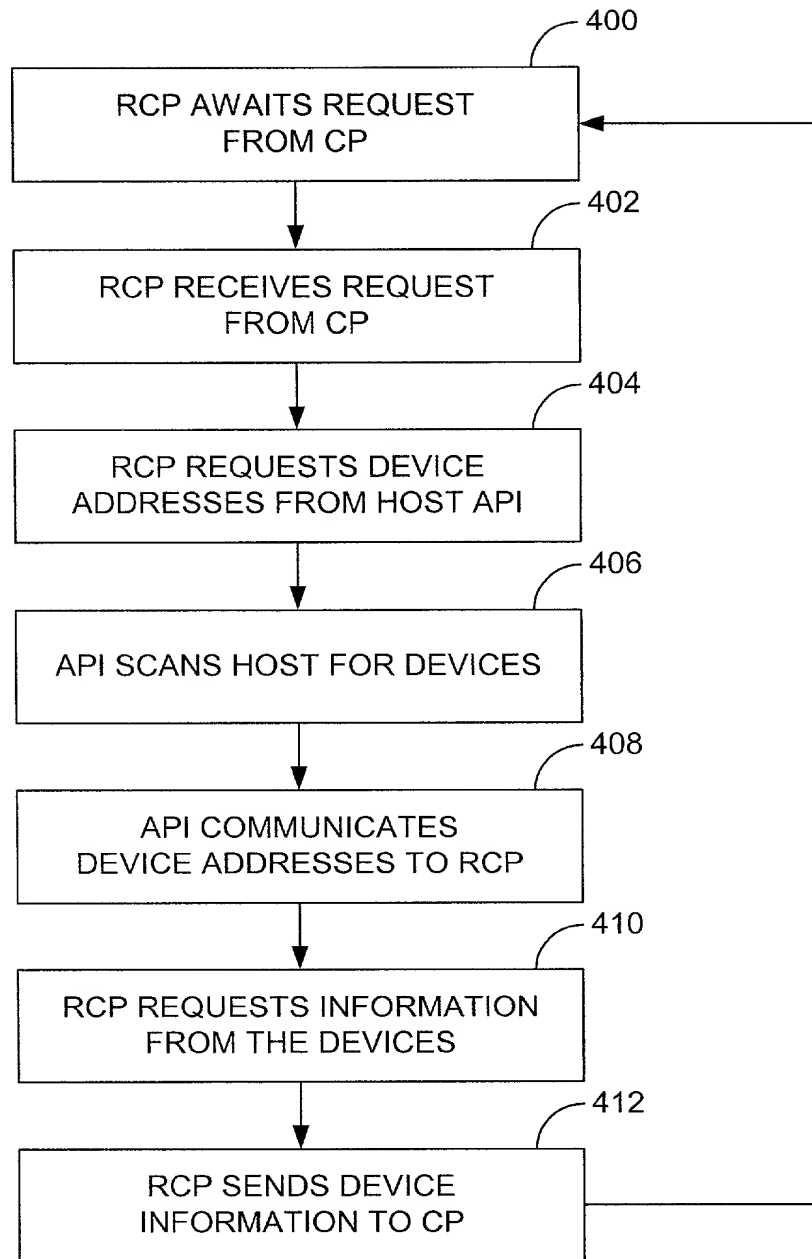 400
RCP AWAITS REQUEST
FROM CP
402
RCP RECEIVES REQUEST
FROM CP
404
RCP REQUESTS DEVICE
ADDRESSES FROM HOST API
406
API SCANS HOST FOR DEVICES
408
API COMMUNICATES
DEVICE ADDRESSES TO RCP
410
RCP REQUESTS INFORMATION
FROM THE DEVICES
412
RCP SENDS DEVICE
INFORMATION TO CP